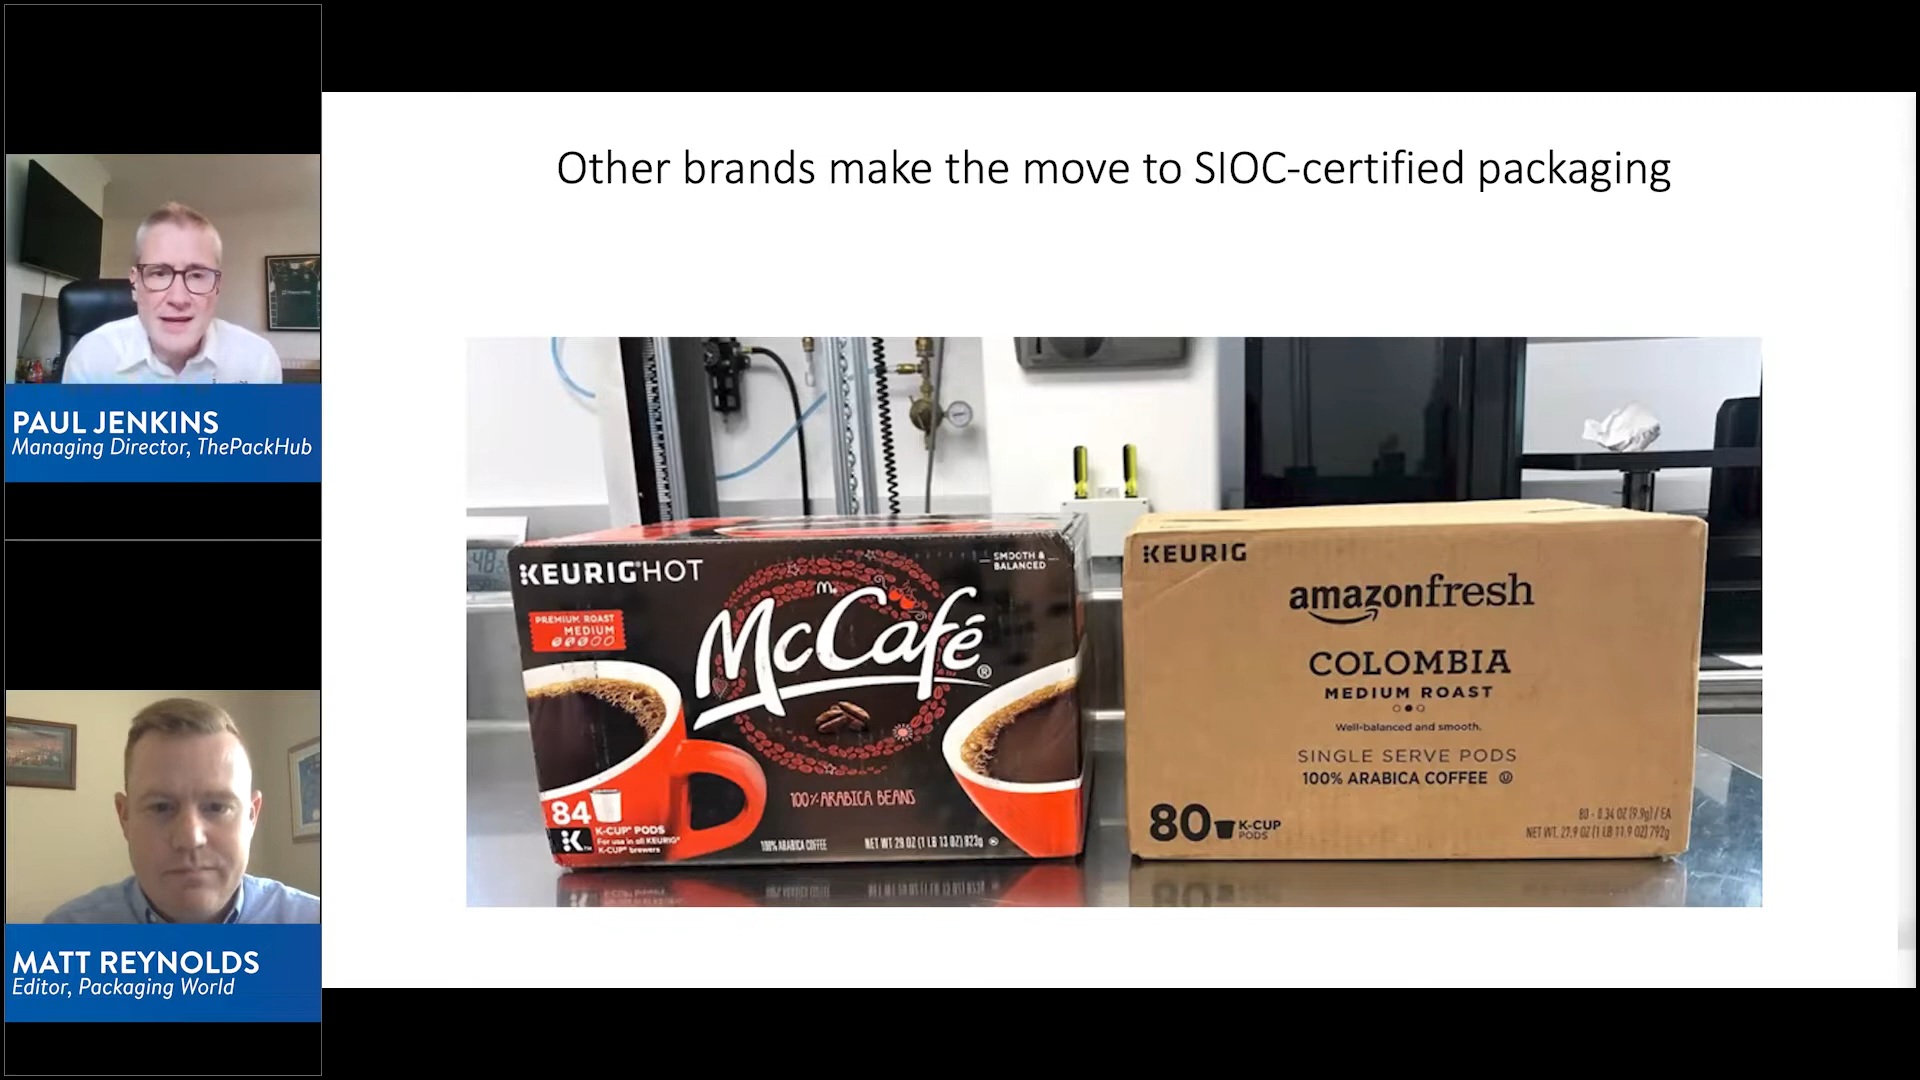 Other brands make the move to SIOC-certified packaging
PAUL JENKINS
Managing Director, ThePackHub
MATT REYNOLDS
Editor, Packaging World
KEURIG®HOT
SMOOTH &
BALANCED
PREMIUM ROAST
MEDIUM
McCafé®
100% ARABICA BEANS
84
K-CUP® PODS
For use in all KEURIG®
K-CUP® brewers
100% ARABICA COFFEE
NET WT 29 OZ (1 LB 13 OZ) 823g
KEURIG
amazonfresh
COLOMBIA
MEDIUM ROAST
Well-balanced and smooth.
SINGLE SERVE PODS
100% ARABICA COFFEE
80 K-CUP
PODS
80 - 0.34 OZ (9.9g) / EA
NET WT. 27.9 OZ (1 LB 11.9 OZ) 792g